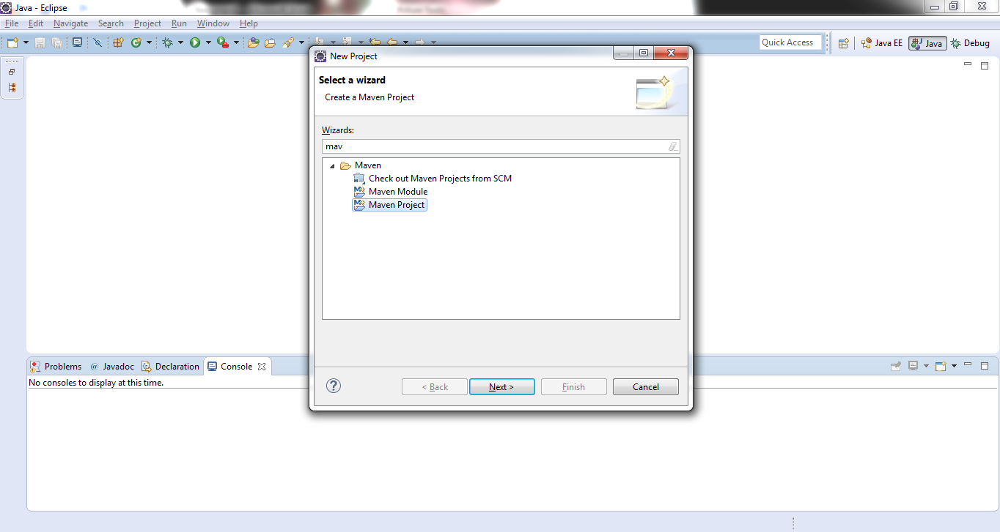 Java - Eclipse
File Edit Navigate Search Project Run Window Help
Quick Access Java EE Java Debug
New Project
Select a wizard
Create a Maven Project
Wizards:
mav
Maven
Check out Maven Projects from SCM
Maven Module
Maven Project
< Back Next > Finish Cancel
Problems @ Javadoc Declaration Console
No consoles to display at this time.